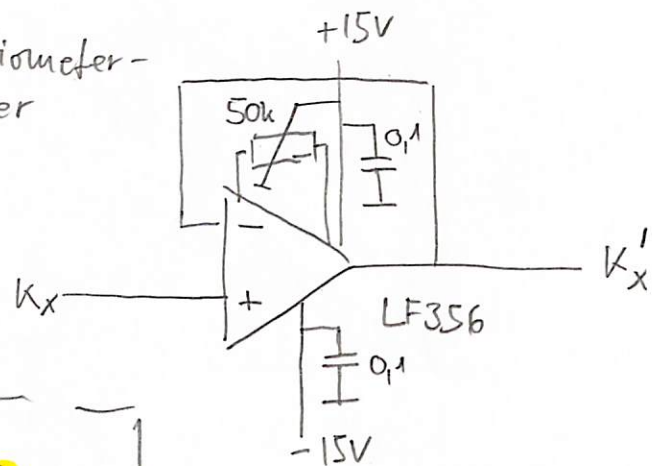 +15V
iometer-
er
50k
0,1
-
Kx
+
Kx'
LF356
0,1
-15V